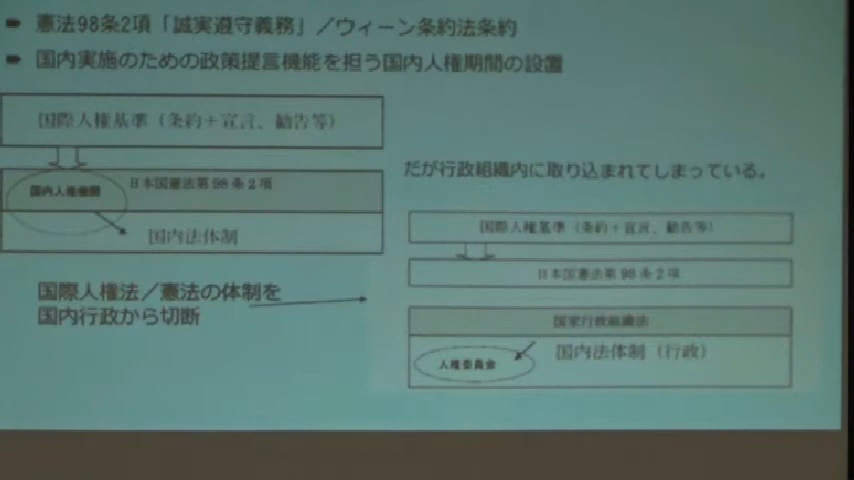 憲法98条2項「誠実遵守義務」／ウィーン条約法条約
国内実施のための政策提言機能を担う国内人権期間の設置
国際人権基準（条約＋宣言、勧告等）
国内人権機関
日本国憲法第98条2項
国内法体制
国際人権法／憲法の体制を
国内行政から切断
だが行政組織内に取り込まれてしまっている。
国際人権基準（条約＋宣言、勧告等）
日本国憲法第98条2項
国家行政組織法
国内法体制（行政）
人権委員会